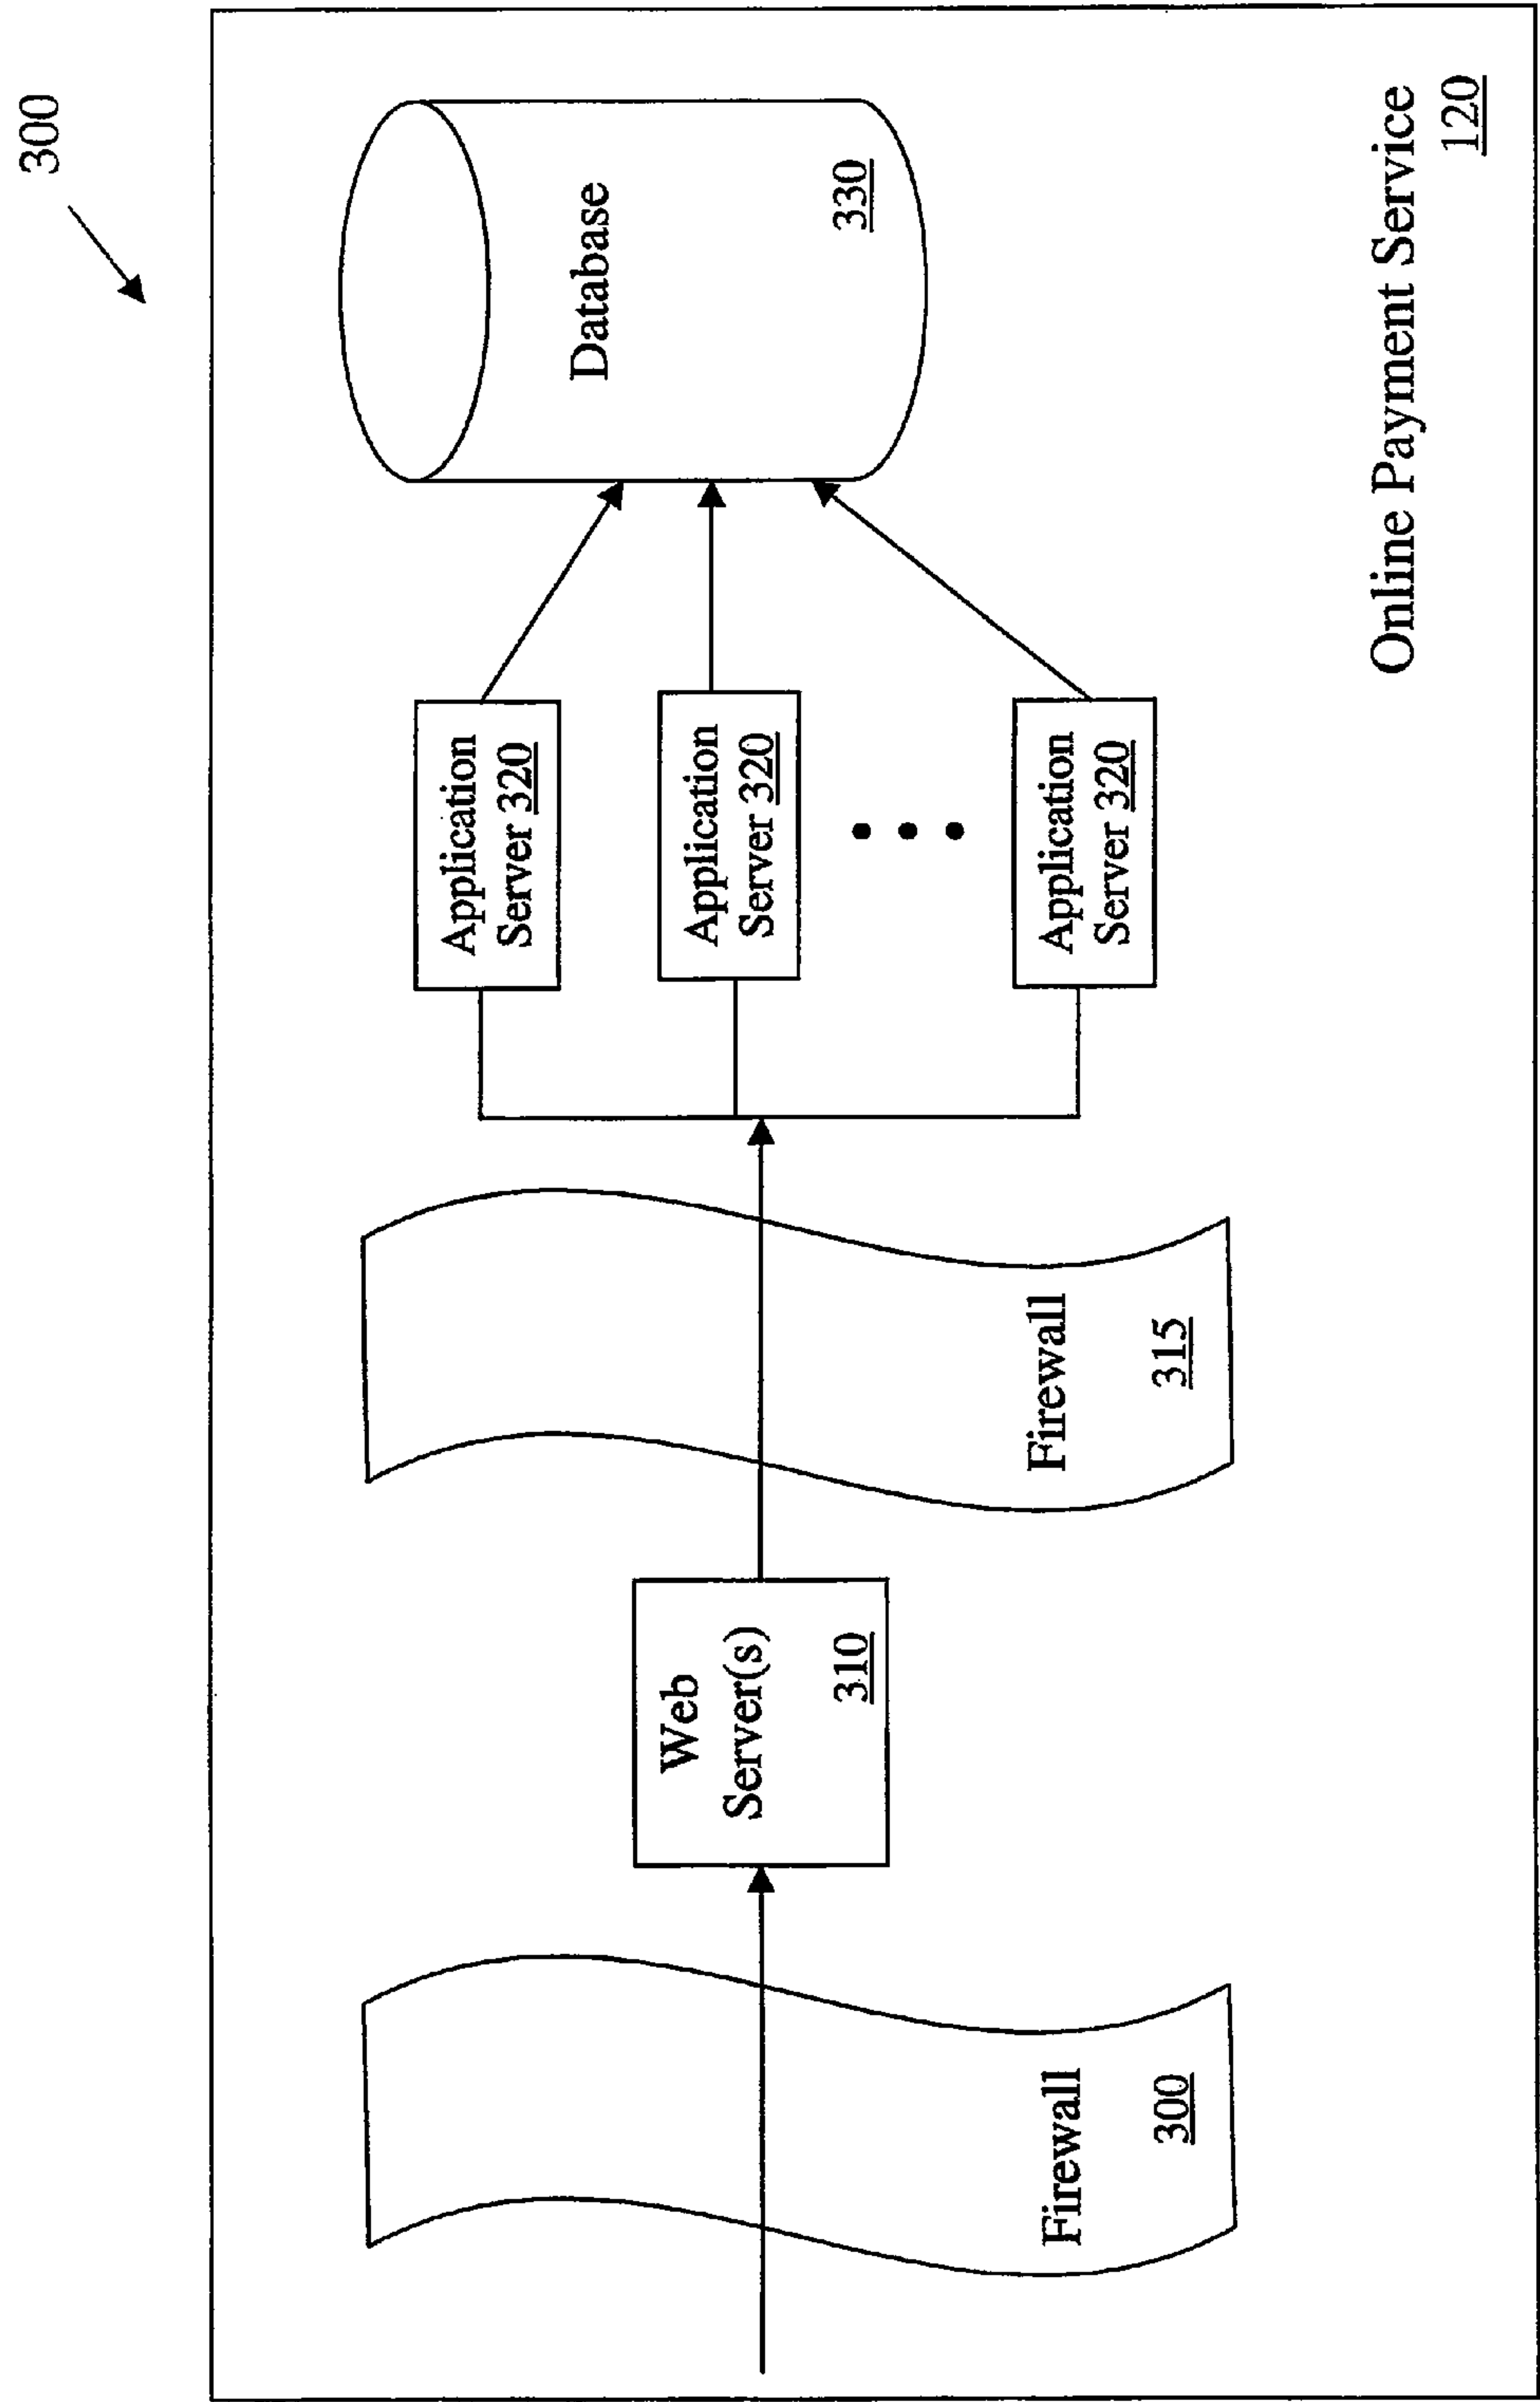 300
Firewall
300
Web
Server(s)
310
Firewall
315
Application
Server 320
Application
Server 320
Application
Server 320
Database
330
Online Payment Service
120